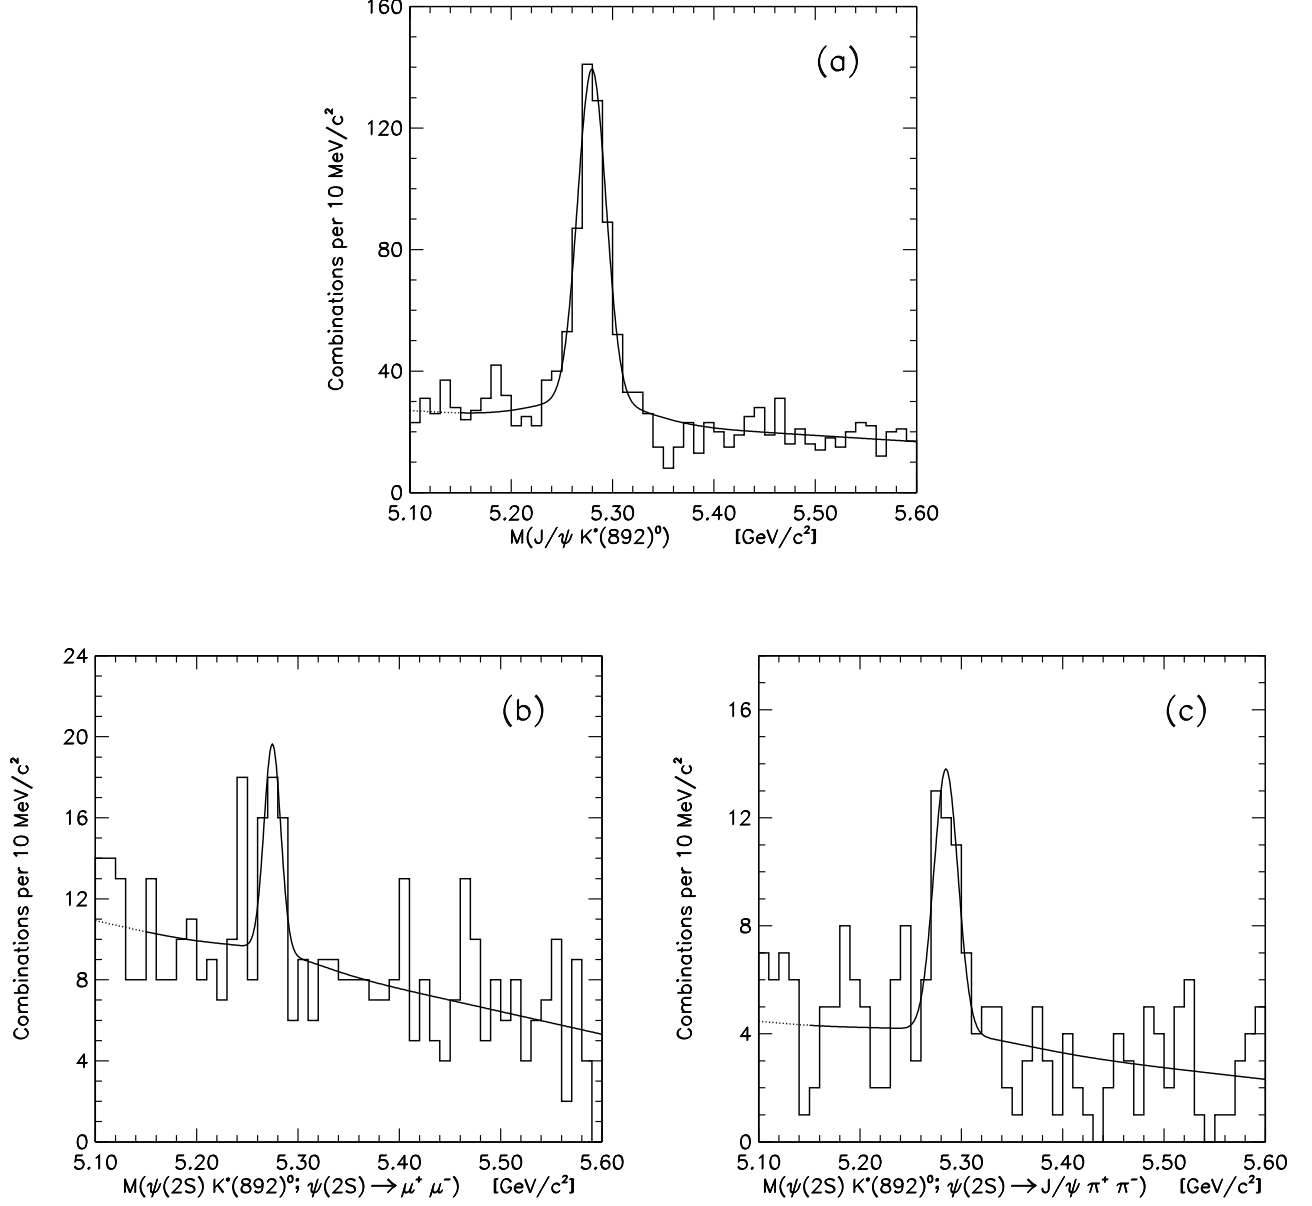 160
(a)
120
80
40
0
Combinations per 10 MeV/c²
5.10 5.20 5.30 5.40 5.50 5.60
M(J/ψ K*(892)⁰) [GeV/c²]
24
(b)
20
16
12
8
4
0
Combinations per 10 MeV/c²
5.10 5.20 5.30 5.40 5.50 5.60
M(ψ(2S) K*(892)⁰; ψ(2S) → μ⁺ μ⁻) [GeV/c²]
(c)
16
12
8
4
0
Combinations per 10 MeV/c²
5.10 5.20 5.30 5.40 5.50 5.60
M(ψ(2S) K*(892)⁰; ψ(2S) → J/ψ π⁺ π⁻) [GeV/c²]